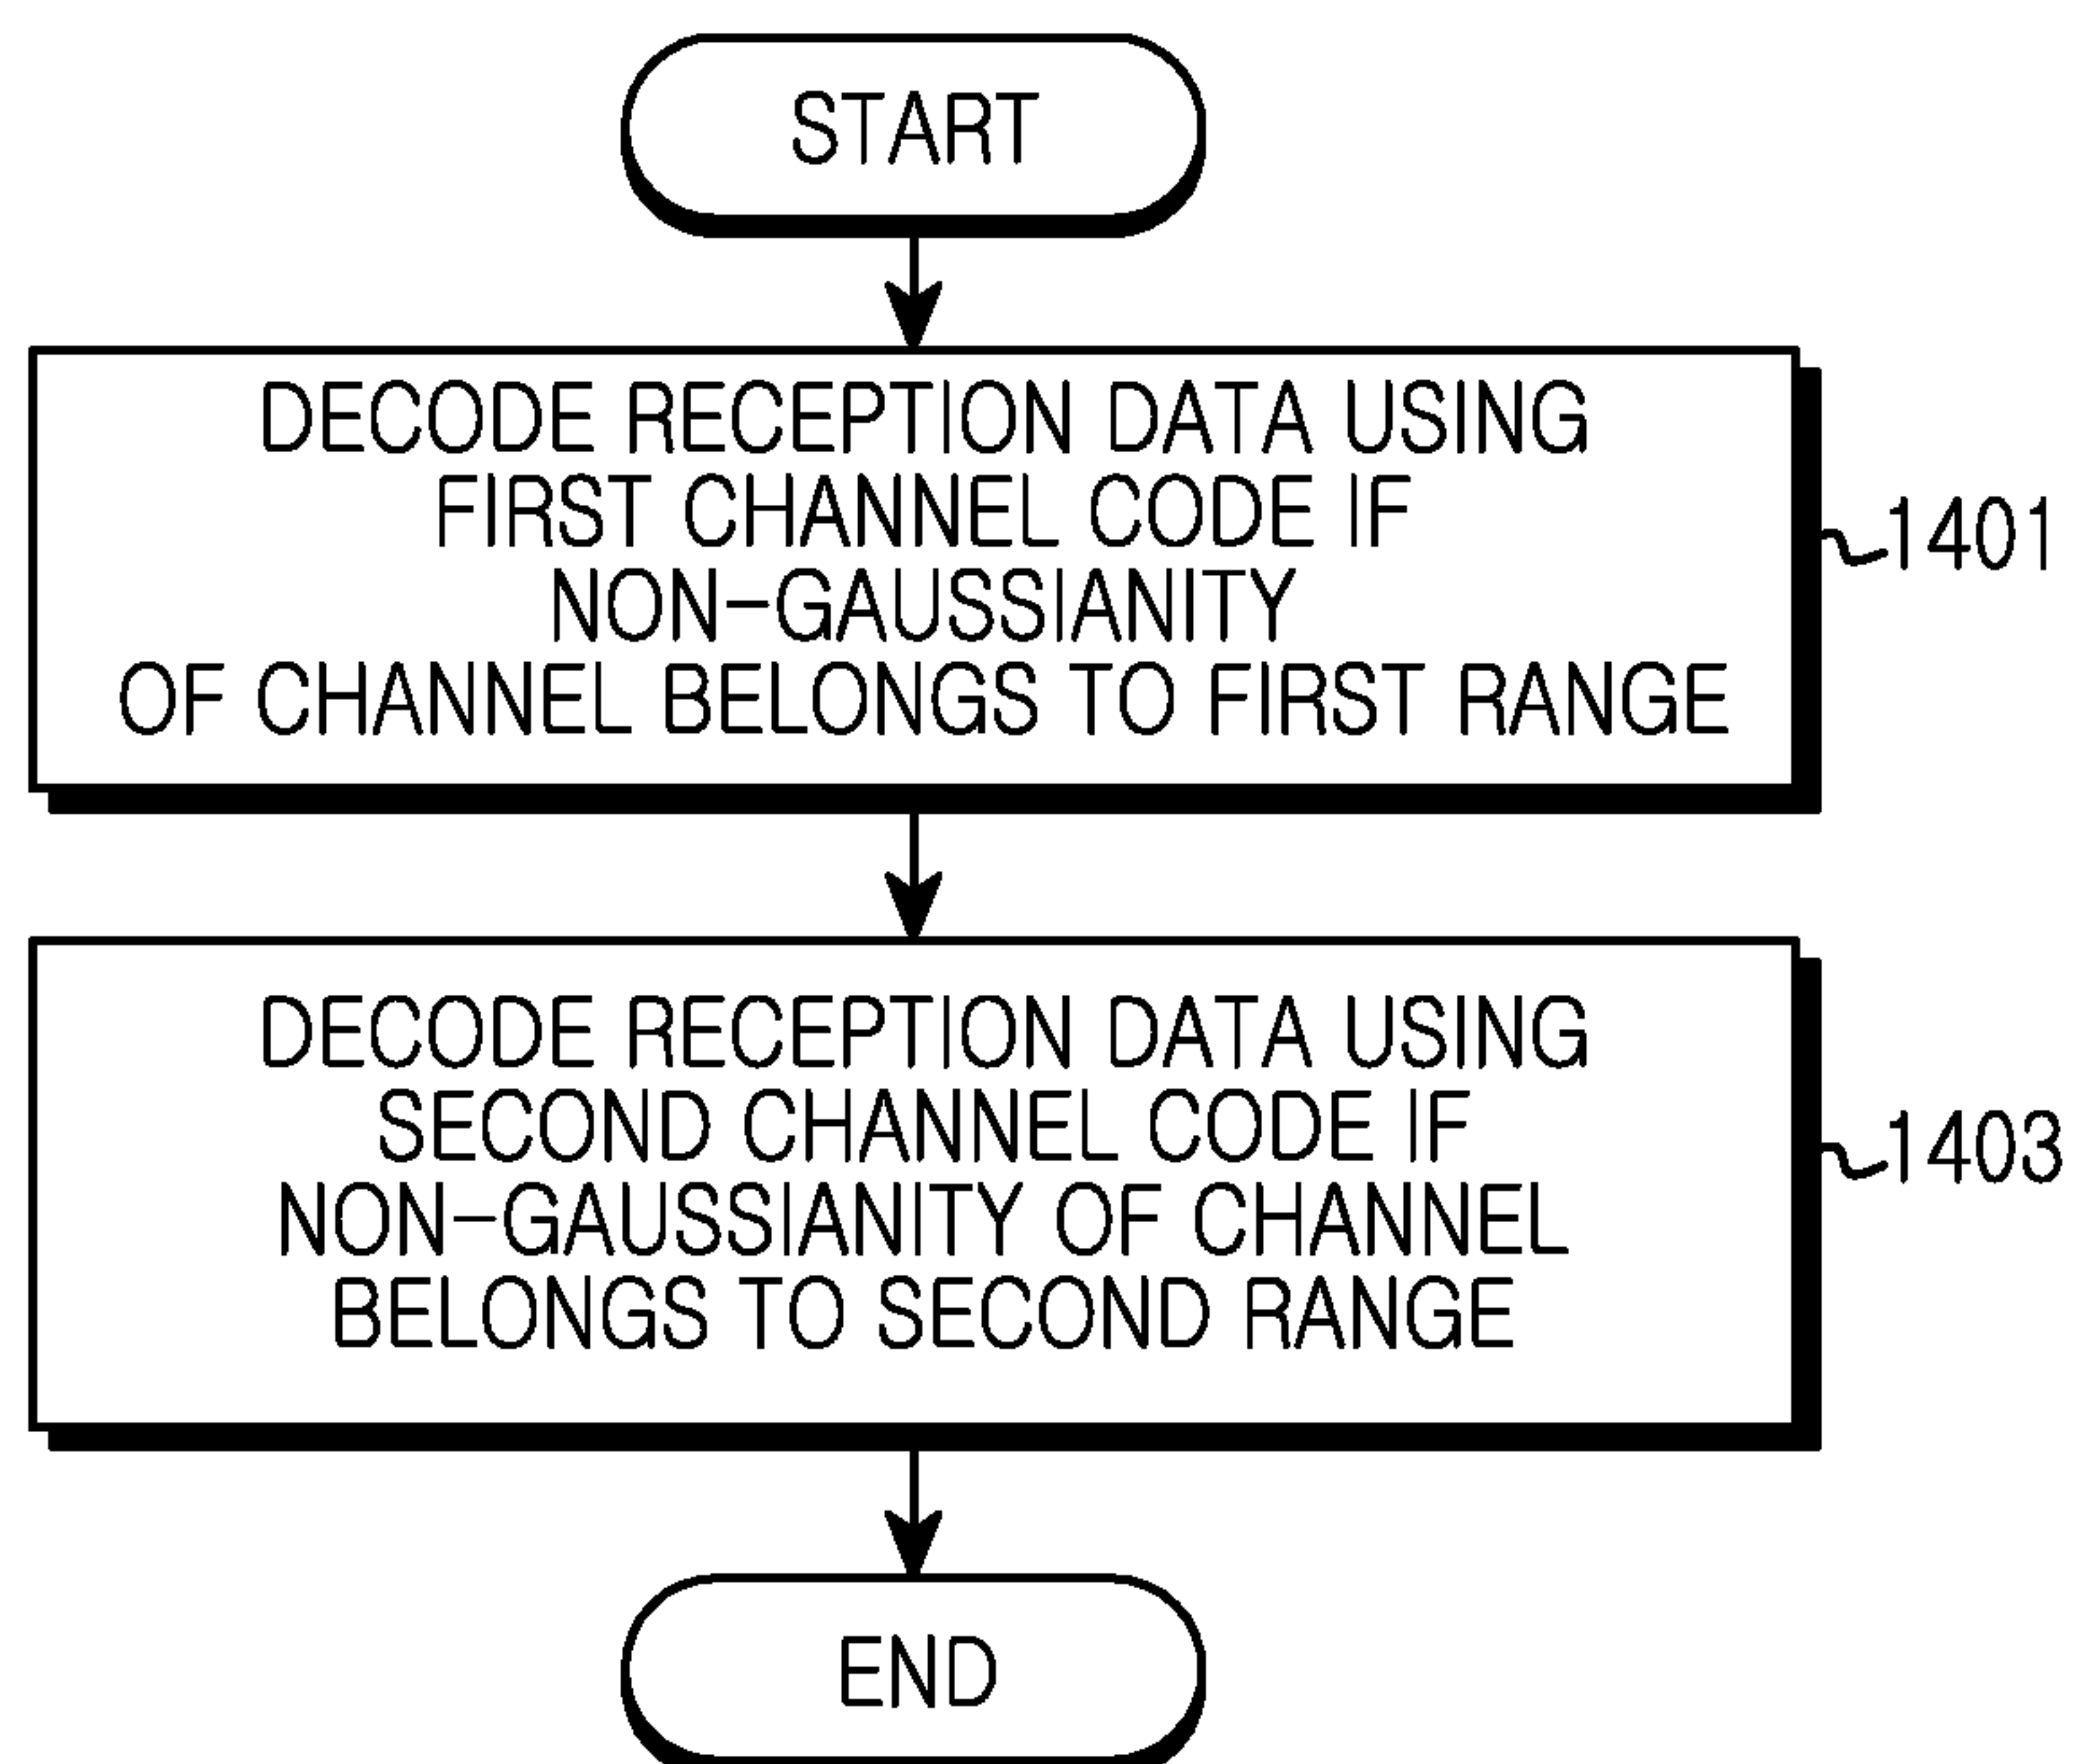 START
DECODE RECEPTION DATA USING
FIRST CHANNEL CODE IF
NON-GAUSSIANITY
OF CHANNEL BELONGS TO FIRST RANGE
1401
DECODE RECEPTION DATA USING
SECOND CHANNEL CODE IF
NON-GAUSSIANITY OF CHANNEL
BELONGS TO SECOND RANGE
1403
END